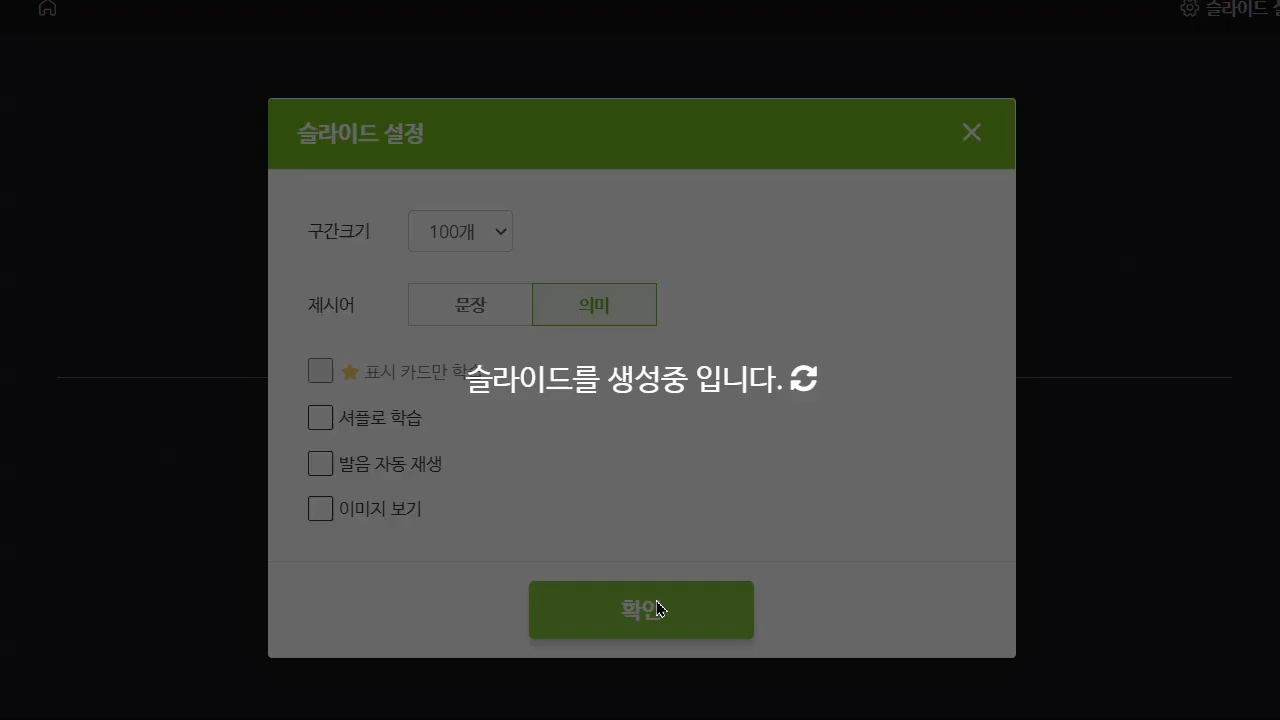 슬라이드
슬라이드 설정
구간크기
100개
제시어
문장
의미
표시 카드만
슬라이드를 생성중 입니다.
셔플로 학습
발음 자동 재생
이미지 보기
확인